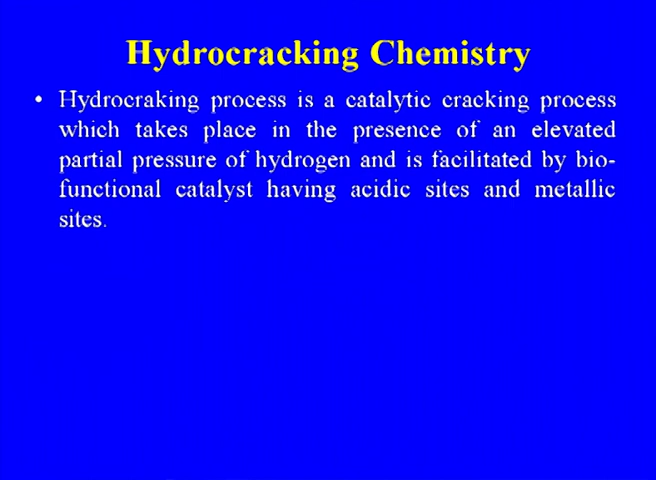 Hydrocracking Chemistry
• Hydrocraking process is a catalytic cracking process
which takes place in the presence of an elevated
partial pressure of hydrogen and is facilitated by bio-
functional catalyst having acidic sites and metallic
sites.